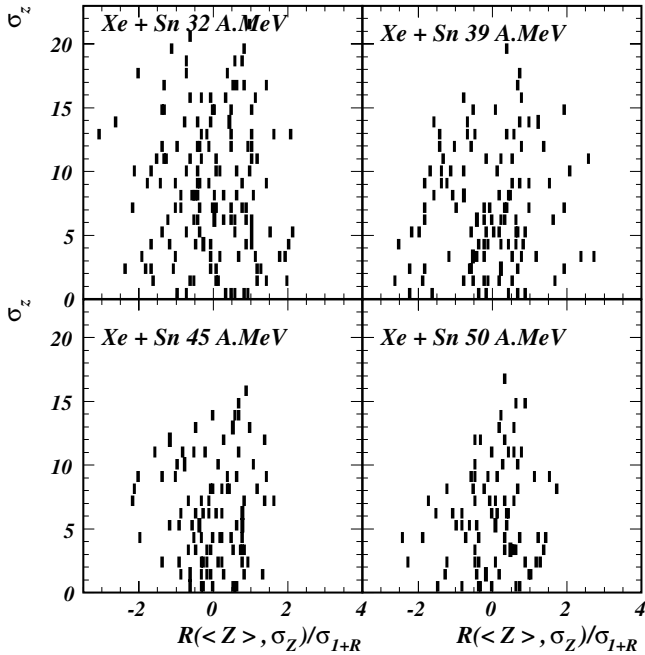 σz
20
15
10
5
0
Xe + Sn 32 A.MeV
Xe + Sn 39 A.MeV
σz
20
15
10
5
0
Xe + Sn 45 A.MeV
Xe + Sn 50 A.MeV
-2 0 2 4
-2 0 2 4
R(<Z>,σZ)/σ1+R
R(<Z>,σZ)/σ1+R